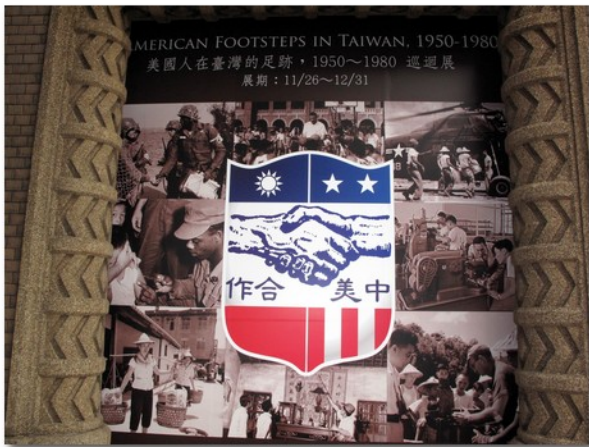 AMERICAN FOOTSTEPS IN TAIWAN, 1950-1980
美國人在臺灣的足跡，1950～1980 巡迴展
展期：11/26～12/31
作合 美中